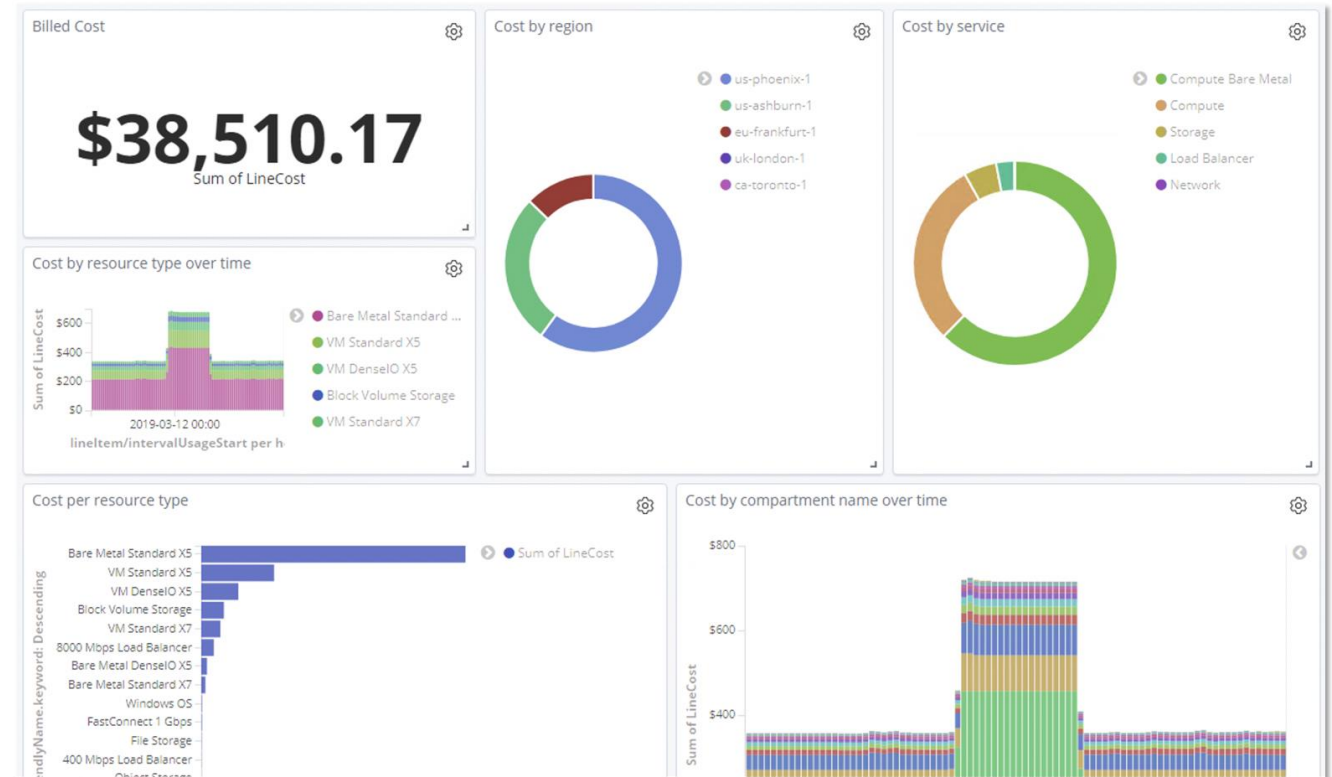 Billed Cost
$38,510.17
Sum of LineCost
Cost by region
us-phoenix-1
us-ashburn-1
eu-frankfurt-1
uk-london-1
ca-toronto-1
Cost by service
Compute Bare Metal
Compute
Storage
Load Balancer
Network
Cost by resource type over time
Sum of LineCost
$600
$400
$200
$0
2019-03-12 00:00
lineItem/intervalUsageStart per h
Bare Metal Standard ...
VM Standard X5
VM DenseIO X5
Block Volume Storage
VM Standard X7
Cost per resource type
endlyName.keyword: Descending
Bare Metal Standard X5
VM Standard X5
VM DenseIO X5
Block Volume Storage
VM Standard X7
8000 Mbps Load Balancer
Bare Metal DenseIO X5
Bare Metal Standard X7
Windows OS
FastConnect 1 Gbps
File Storage
400 Mbps Load Balancer
Object Storage
Sum of LineCost
Cost by compartment name over time
Sum of LineCost
$800
$600
$400